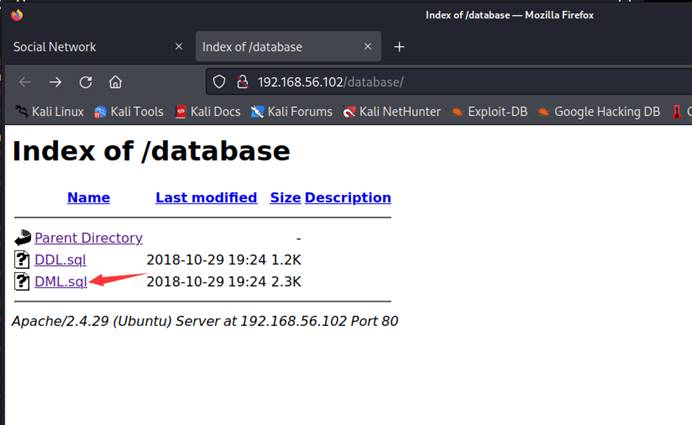 Index of /database — Mozilla Firefox
Social Network × Index of /database × +
192.168.56.102/database/
Kali Linux Kali Tools Kali Docs Kali Forums Kali NetHunter Exploit-DB Google Hacking DB
Index of /database
Name Last modified Size Description
Parent Directory -
DDL.sql 2018-10-29 19:24 1.2K
DML.sql 2018-10-29 19:24 2.3K
Apache/2.4.29 (Ubuntu) Server at 192.168.56.102 Port 80